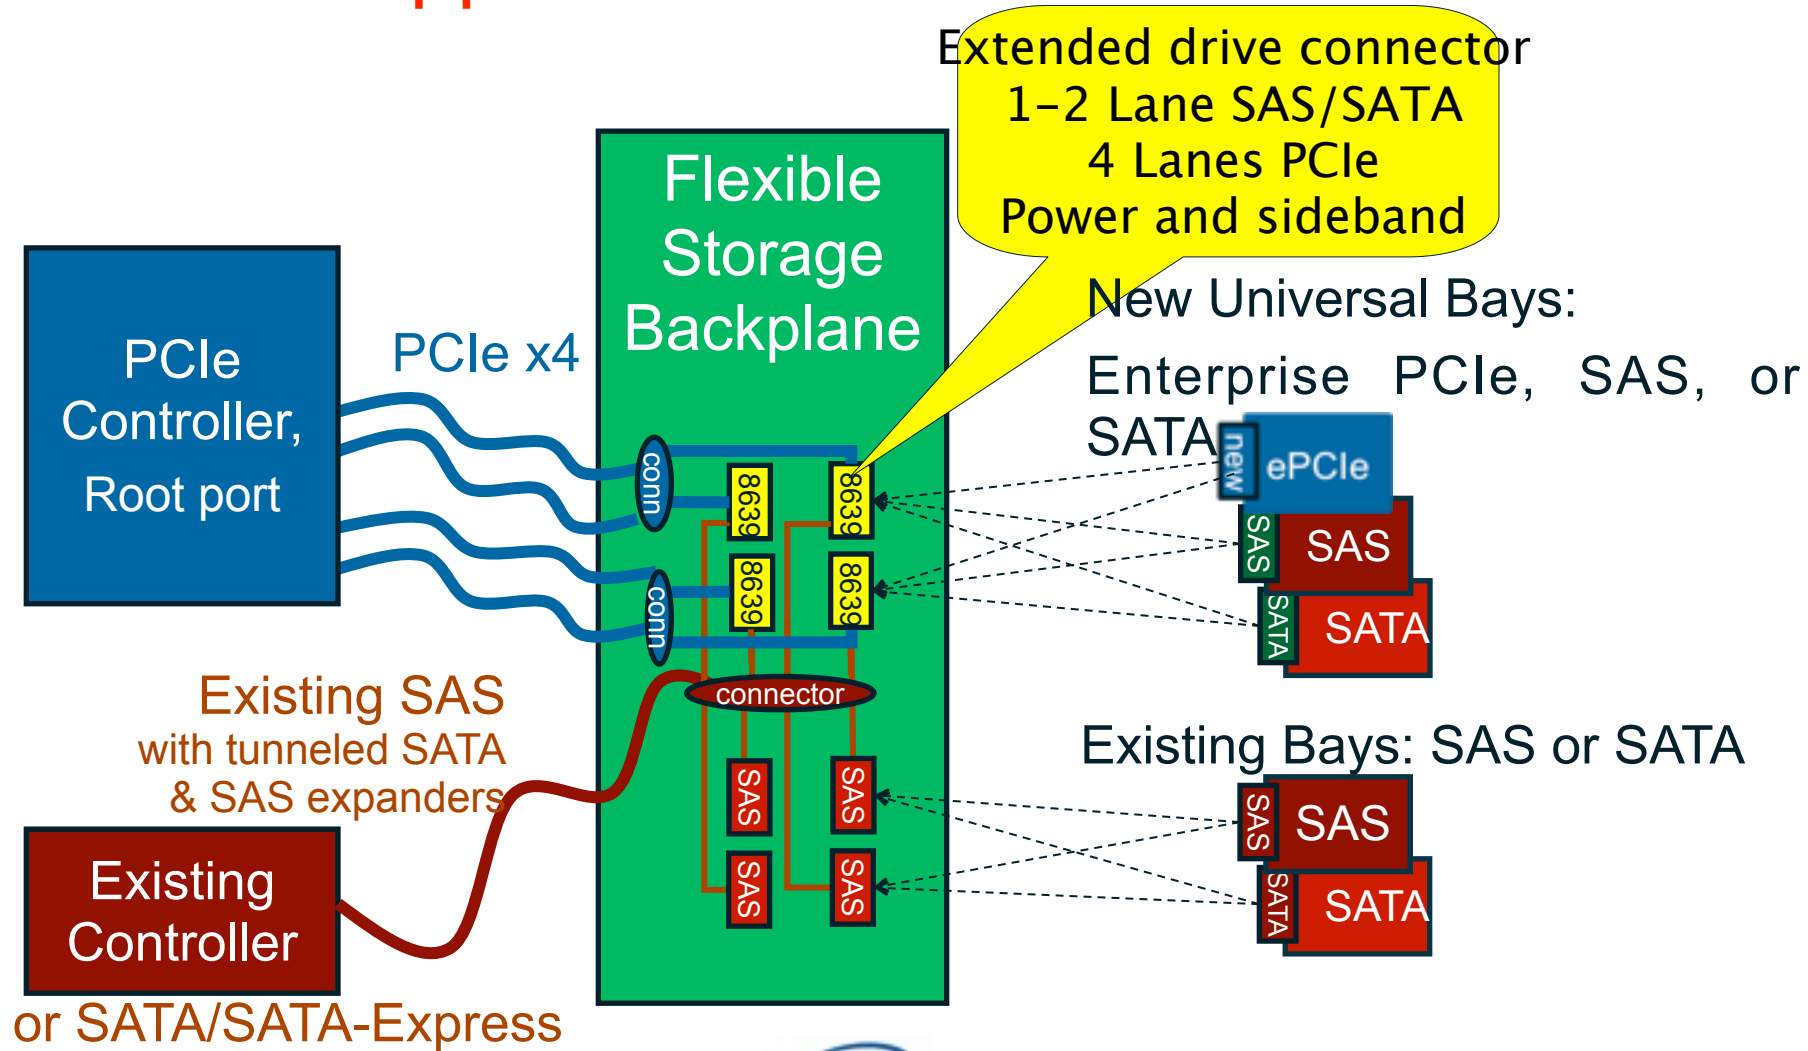 Extended drive connector
1-2 Lane SAS/SATA
4 Lanes PCIe
Power and sideband
Flexible
Storage
Backplane
PCIe
Controller,
Root port
PCIe x4
New Universal Bays:
Enterprise PCIe, SAS, or
SATA
new
ePCIe
SAS
SAS
SATA
SATA
conn
conn
8639
8639
8639
8639
connector
Existing SAS
with tunneled SATA
& SAS expanders
SAS
SAS
SAS
SAS
Existing Bays: SAS or SATA
SAS
SAS
SATA
SATA
Existing
Controller
or SATA/SATA-Express